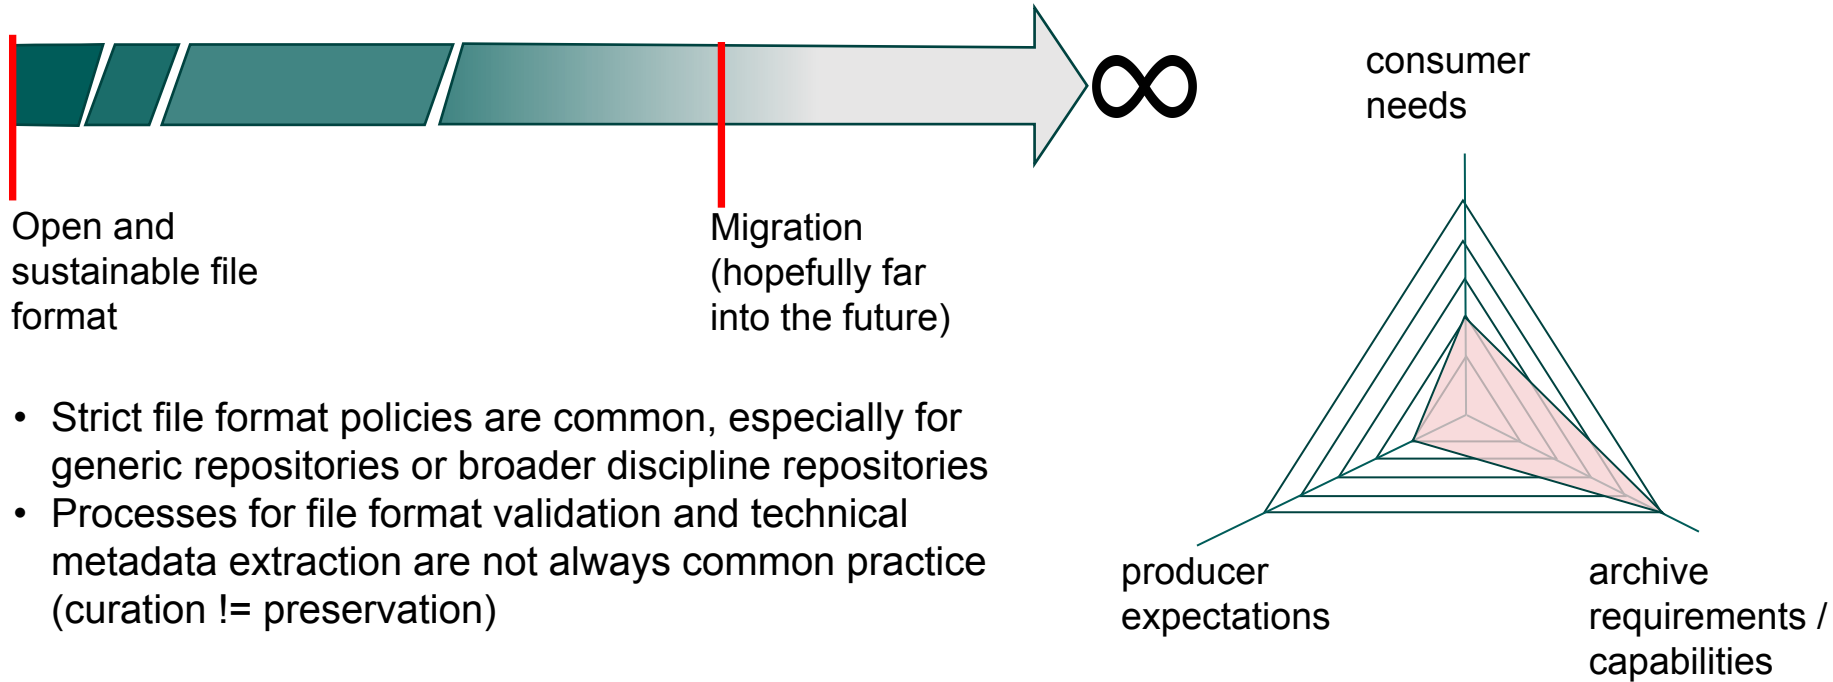 ∞
Open and
sustainable file
format
Migration
(hopefully far
into the future)
• Strict file format policies are common, especially for
generic repositories or broader discipline repositories
• Processes for file format validation and technical
metadata extraction are not always common practice
(curation != preservation)
consumer
needs
producer
expectations
archive
requirements /
capabilities